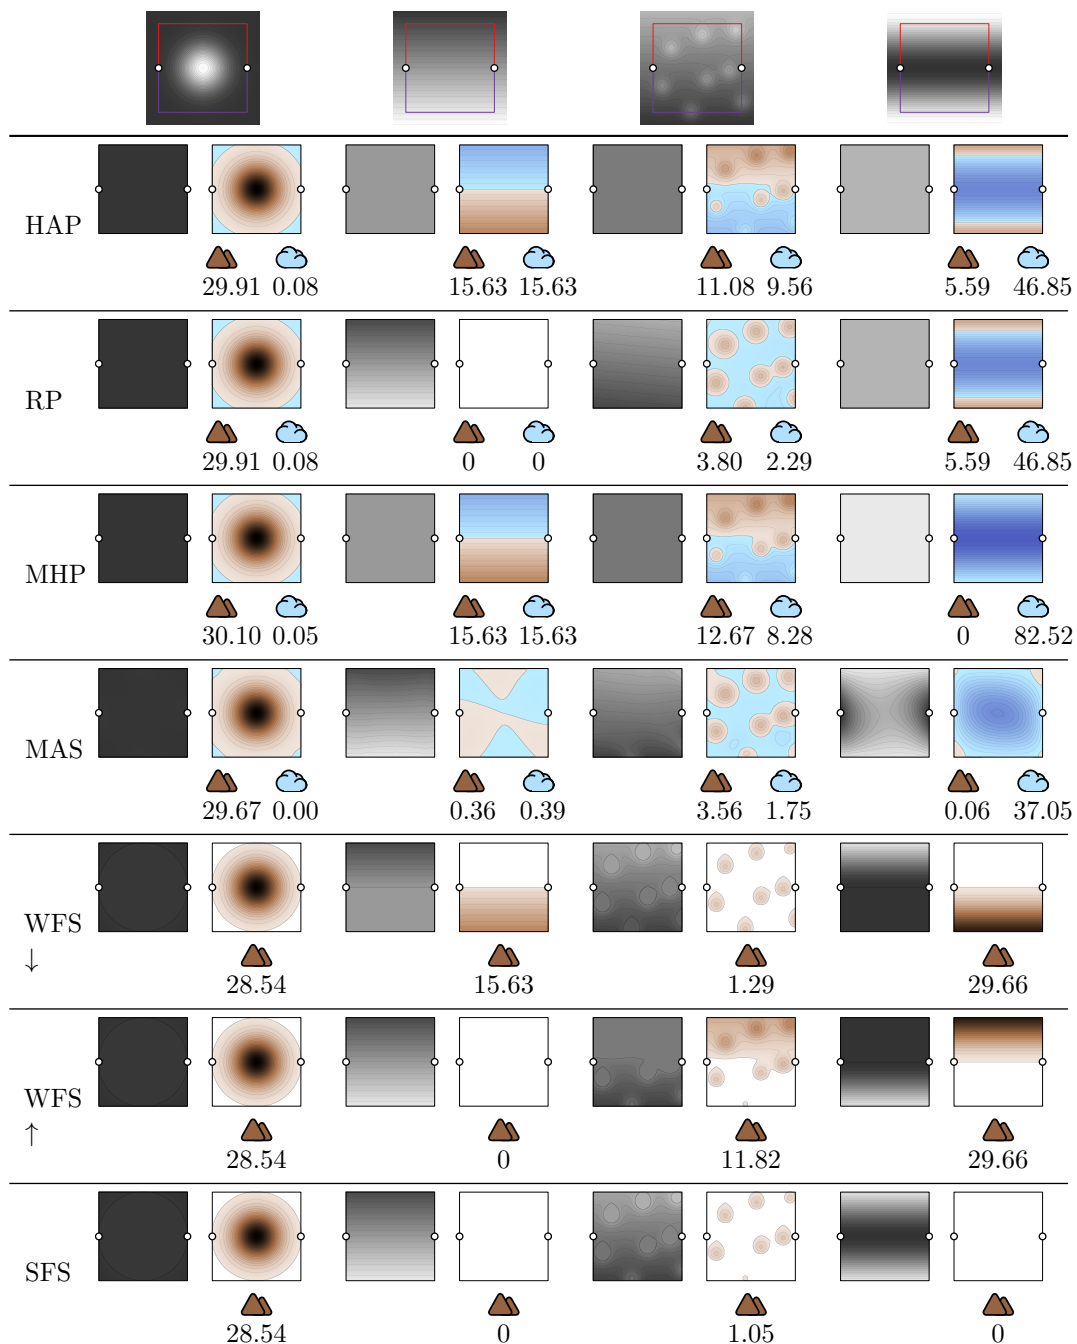 HAP
29.91 0.08 15.63 15.63 11.08 9.56 5.59 46.85
RP
29.91 0.08 0 0 3.80 2.29 5.59 46.85
MHP
30.10 0.05 15.63 15.63 12.67 8.28 0 82.52
MAS
29.67 0.00 0.36 0.39 3.56 1.75 0.06 37.05
WFS
↓
28.54 15.63 1.29 29.66
WFS
↑
28.54 0 11.82 29.66
SFS
28.54 0 1.05 0